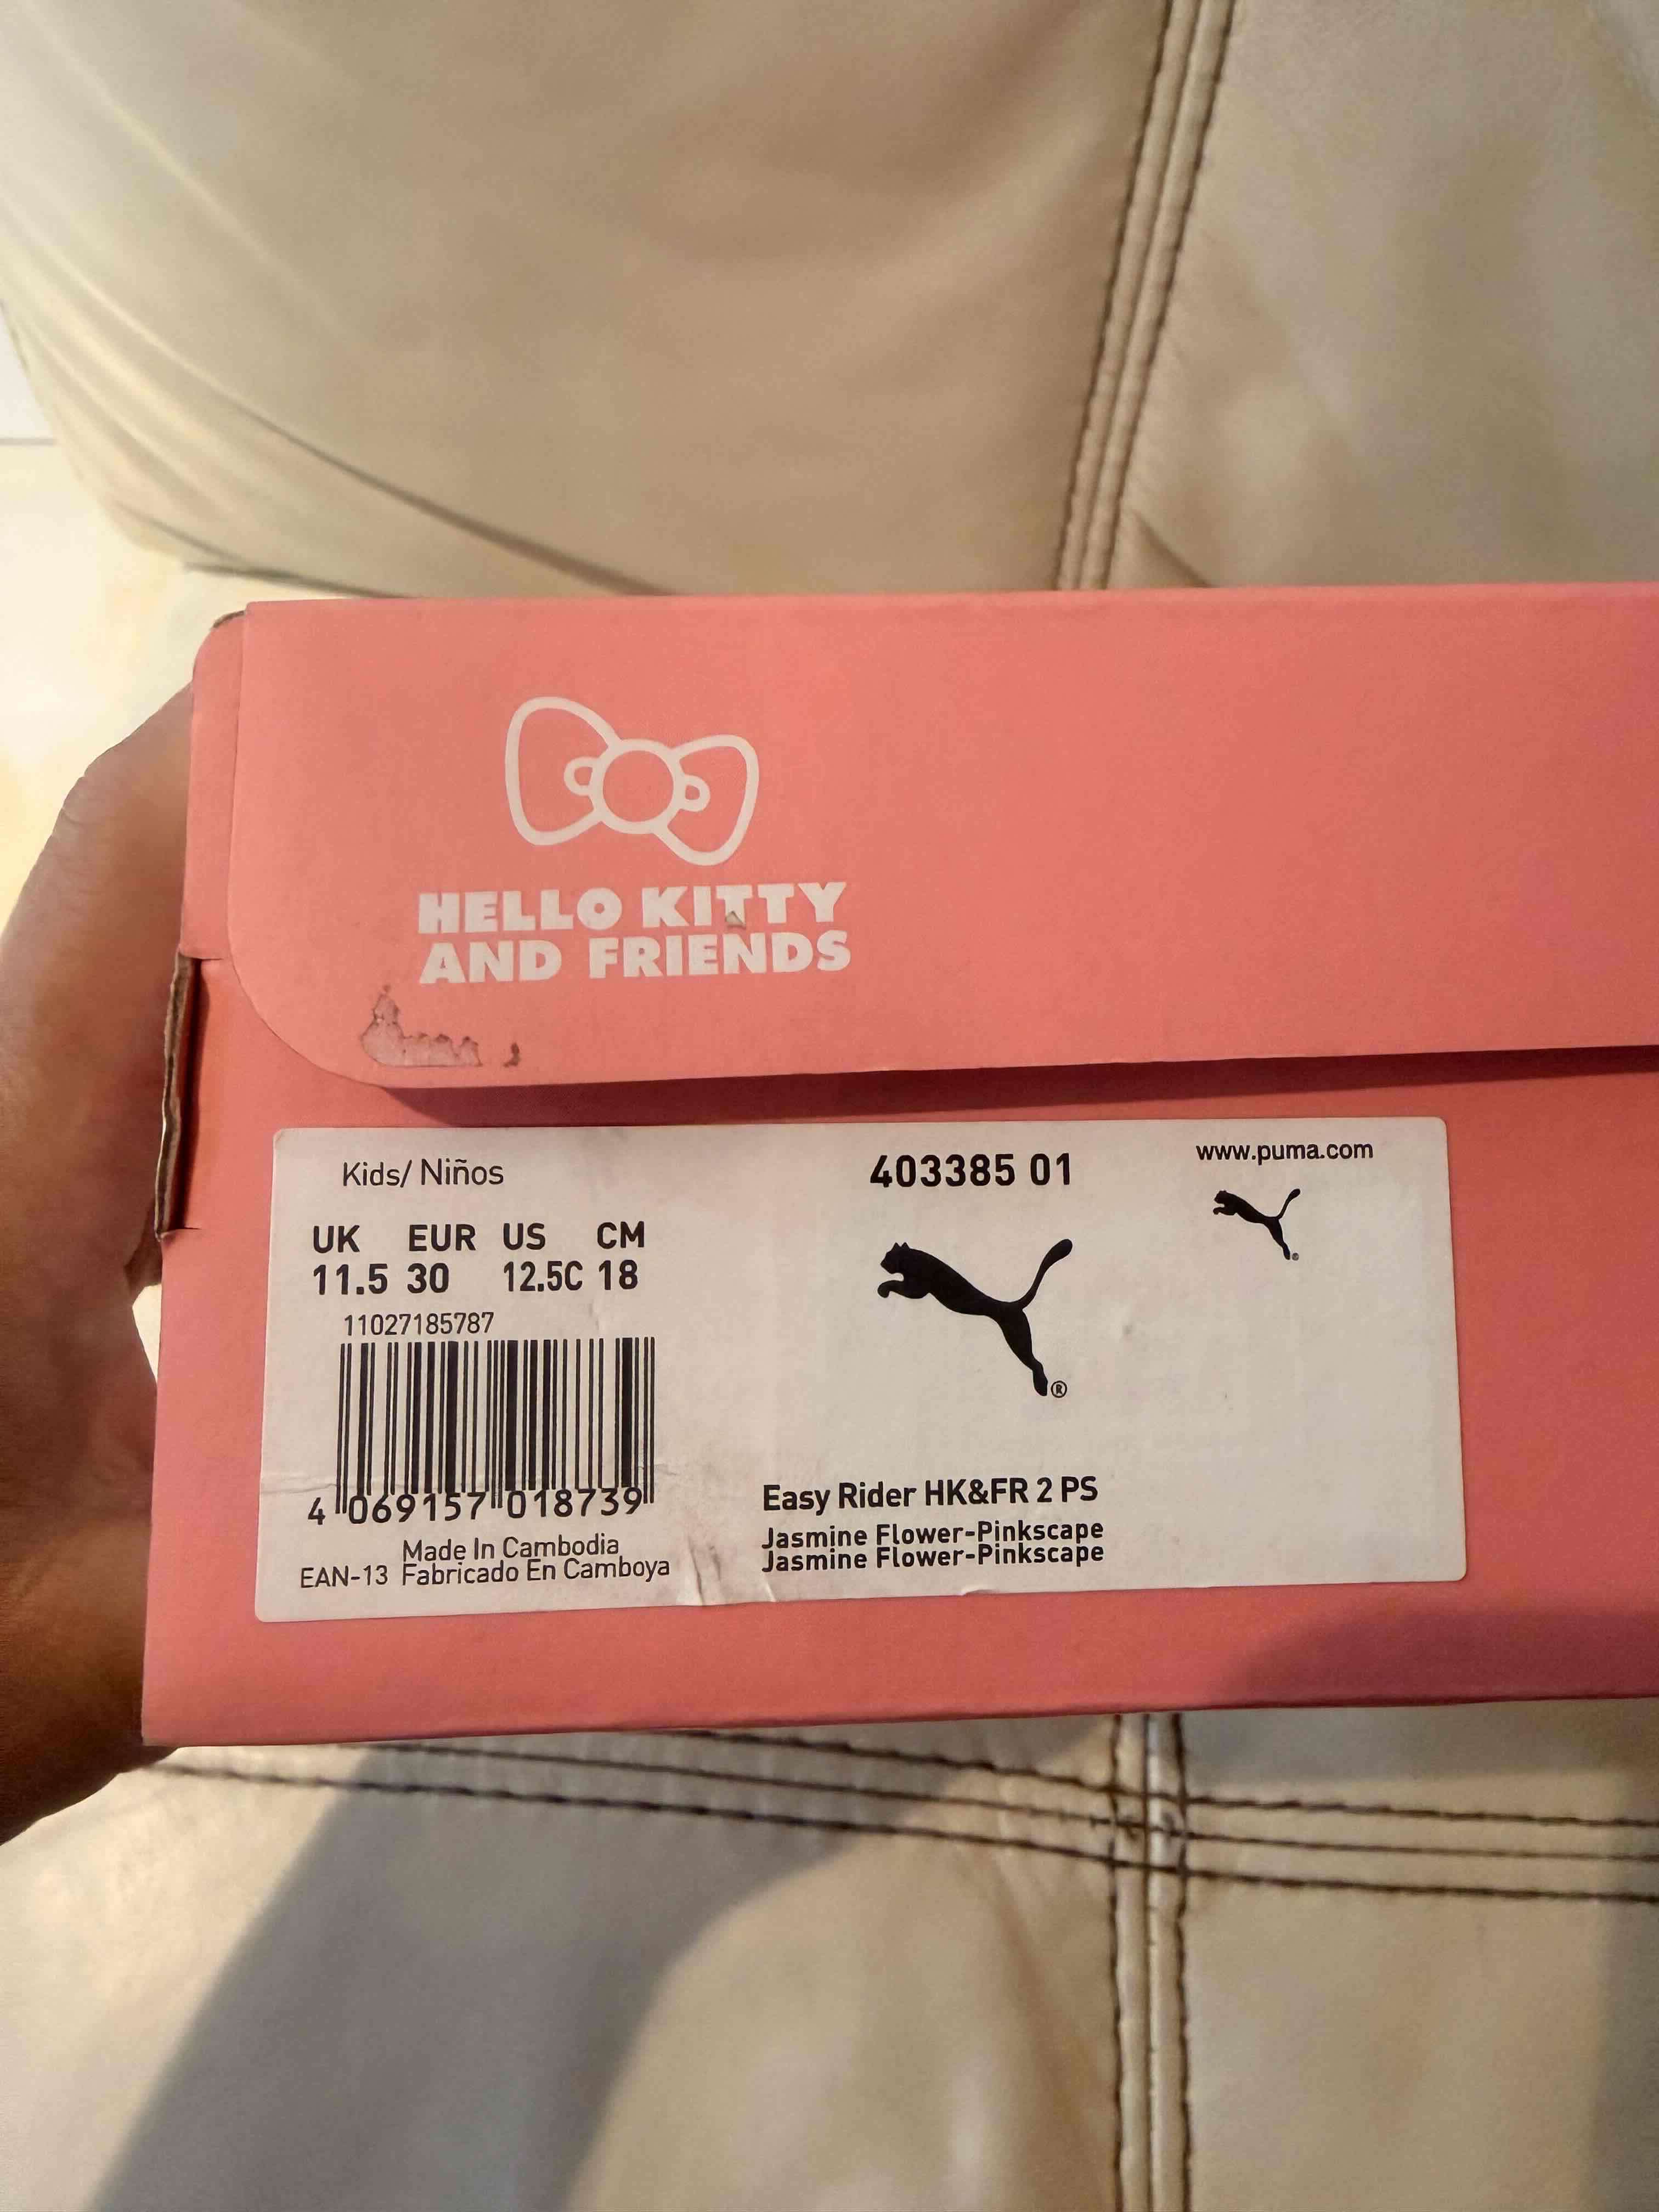 HELLO KITTY
AND FRIENDS
Kids/ Niños
403385 01
www.puma.com
UK EUR US CM
11.5 30 12.5C 18
11027185787
®
®
4 069157 018739
Easy Rider HK&FR 2 PS
Jasmine Flower-Pinkscape
Jasmine Flower-Pinkscape
Made In Cambodia
EAN-13 Fabricado En Camboya